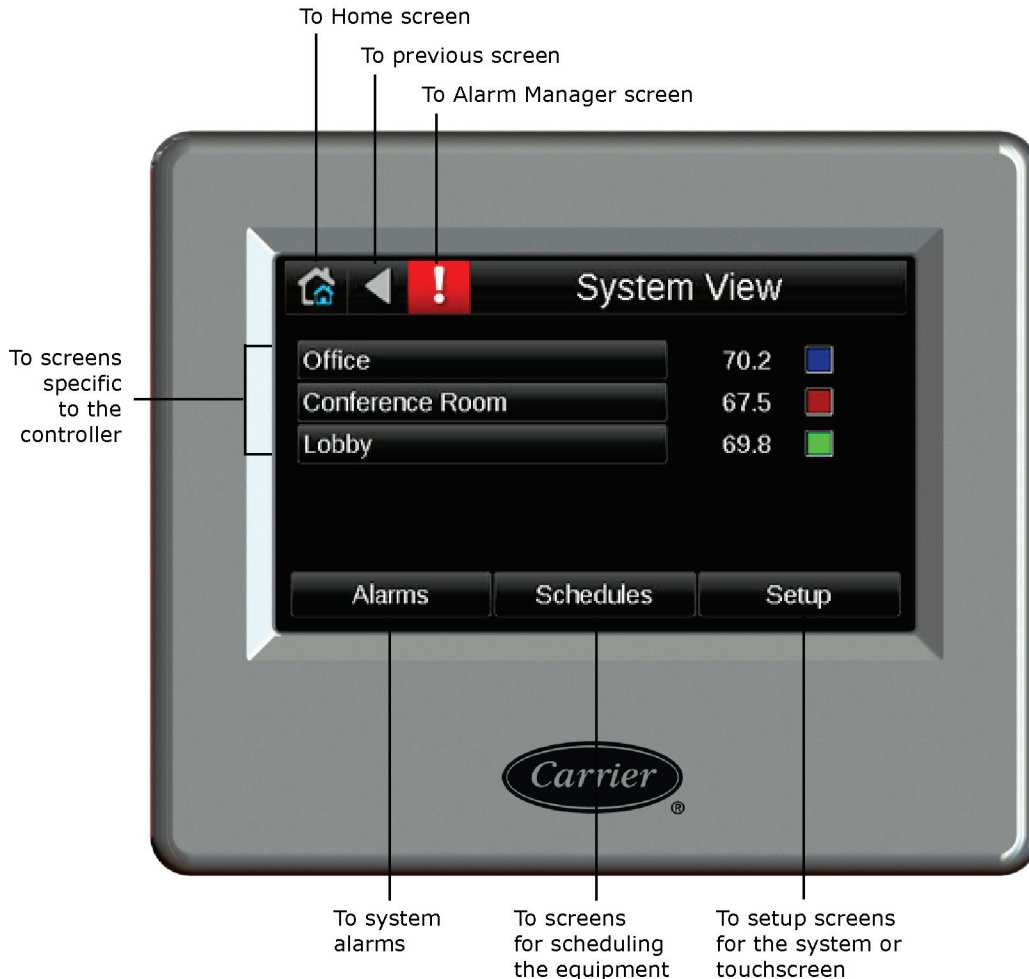 To Home screen
To previous screen
To Alarm Manager screen
System View
To screens
specific
to the
controller
Office 70.2
Conference Room 67.5
Lobby 69.8
Alarms Schedules Setup
Carrier
®
To system
alarms
To screens
for scheduling
the equipment
To setup screens
for the system or
touchscreen